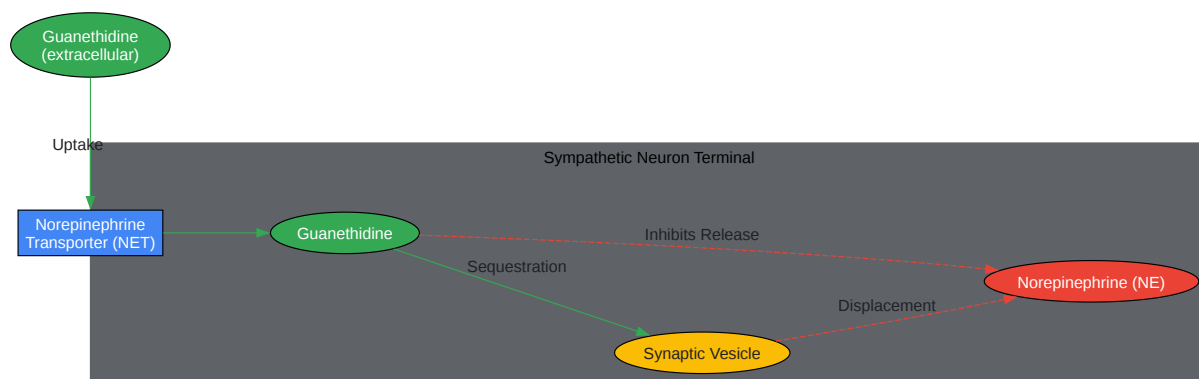 Guanethidine
(extracellular)
Uptake
Sympathetic Neuron Terminal
Norepinephrine
Transporter (NET)
Guanethidine
Inhibits Release
Sequestration
Norepinephrine (NE)
Displacement
Synaptic Vesicle